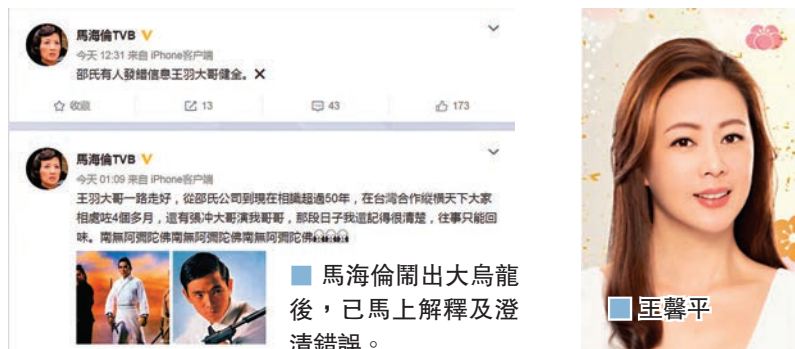 馬海倫TVB V
今天 12:31 来自 iPhone客户端
邵氏有人發錯信息王羽大哥健全。X
收藏
13
43
173
馬海倫TVB V
今天 01:09 来自 iPhone客户端
王羽大哥一路走好，從邵氏公司到現在相識超過50年，在台灣合作縱橫天下大家
相處咗4個多月，還有張冲大哥演我哥哥，那段日子我還記得很清楚，往事只能回
味。南無阿彌陀佛南無阿彌陀佛南無阿彌陀佛
馬海倫鬧出大烏龍
後，已馬上解釋及澄
清錯誤。
王馨平